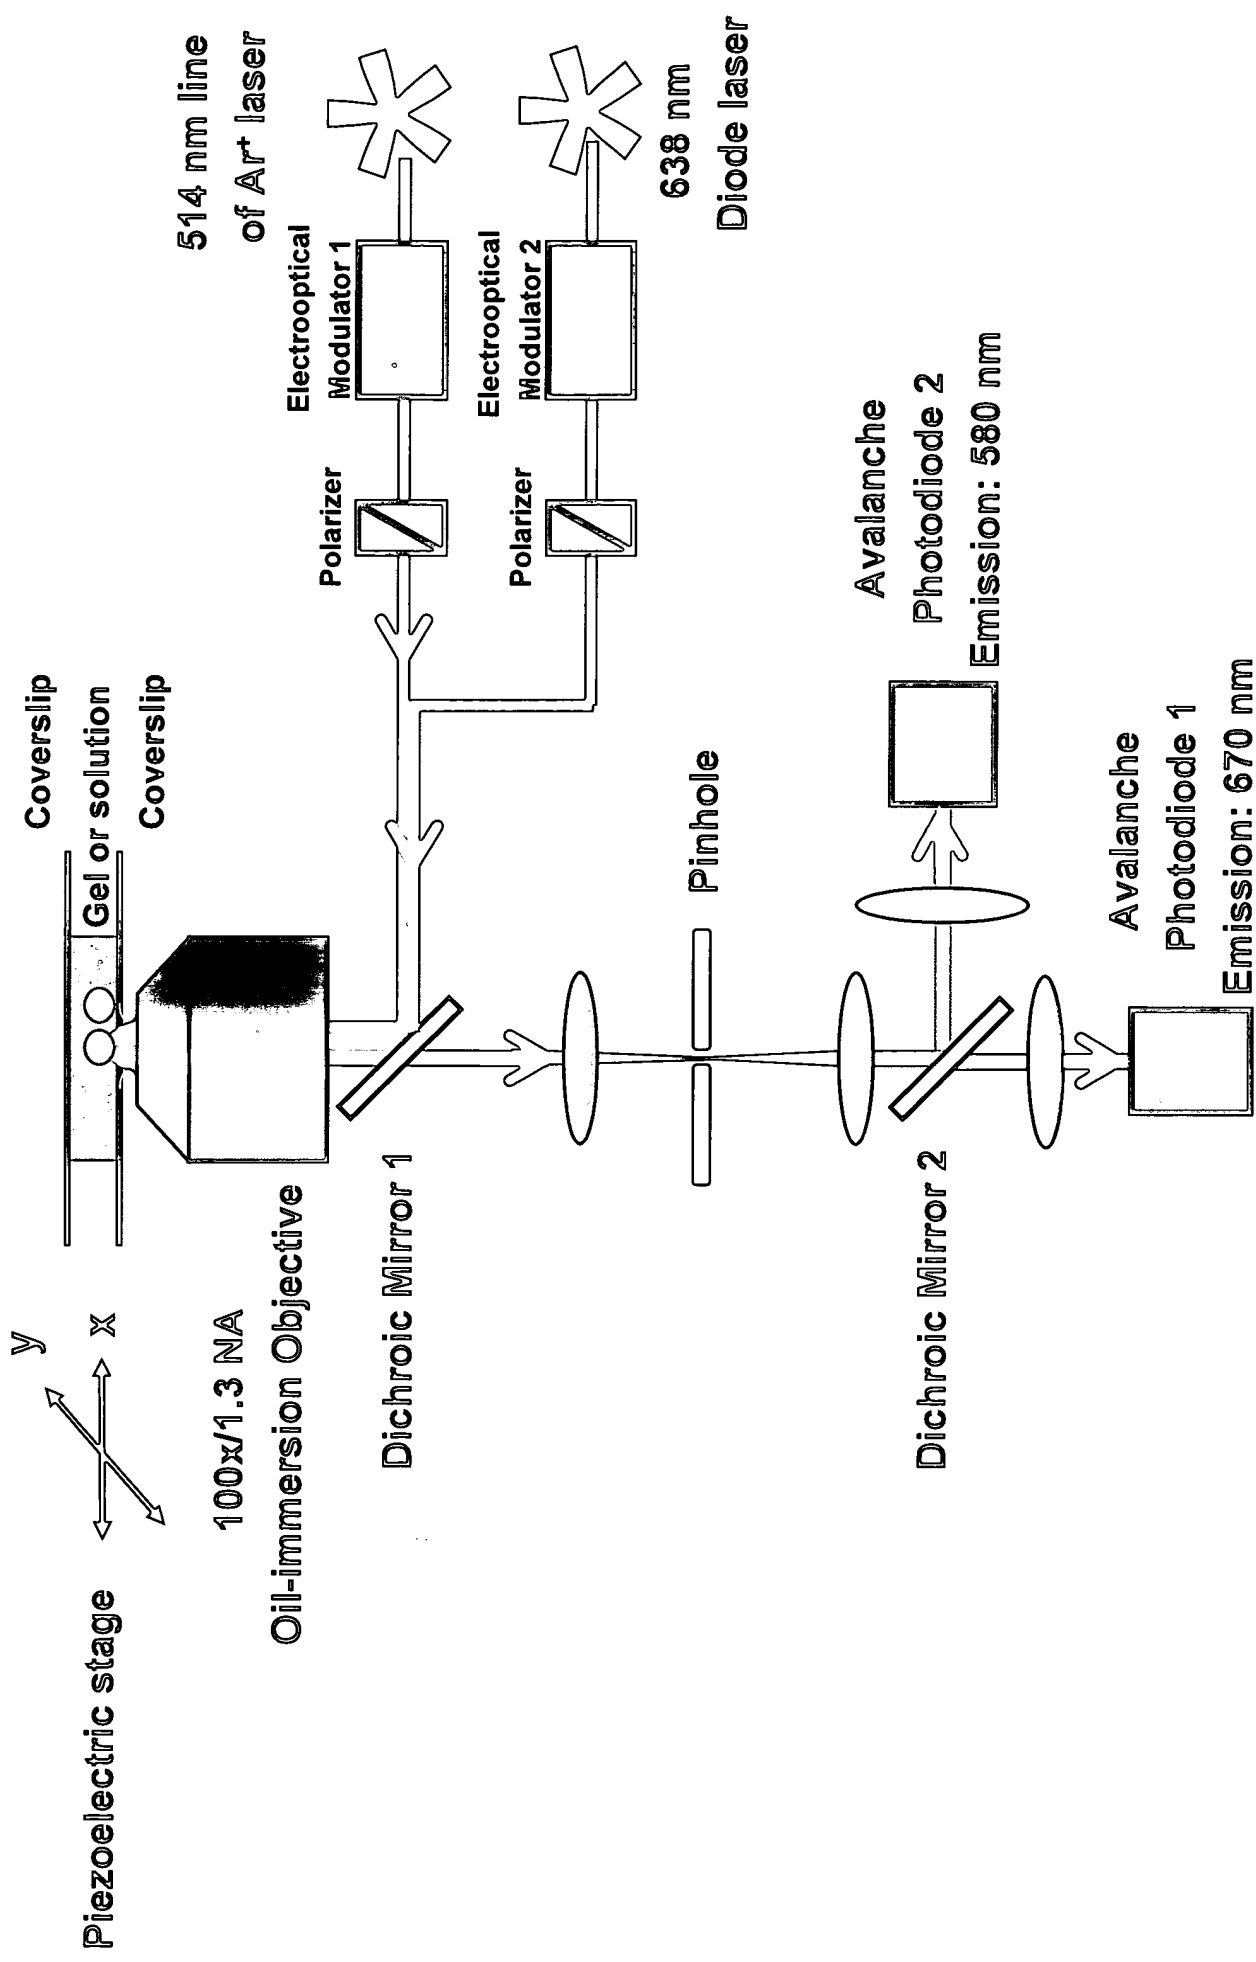 Piezoelectric stage
y
x
Coverslip
Gel or solution
Coverslip
514 nm line
of Ar⁺ laser
100x/1.3 NA
Oil-immersion Objective
Electrooptical
Modulator 1
Polarizer
Dichroic Mirror 1
Electrooptical
Modulator 2
Polarizer
638 nm
Diode laser
Pinhole
Avalanche
Photodiode 2
Emission: 580 nm
Dichroic Mirror 2
Avalanche
Photodiode 1
Emission: 670 nm